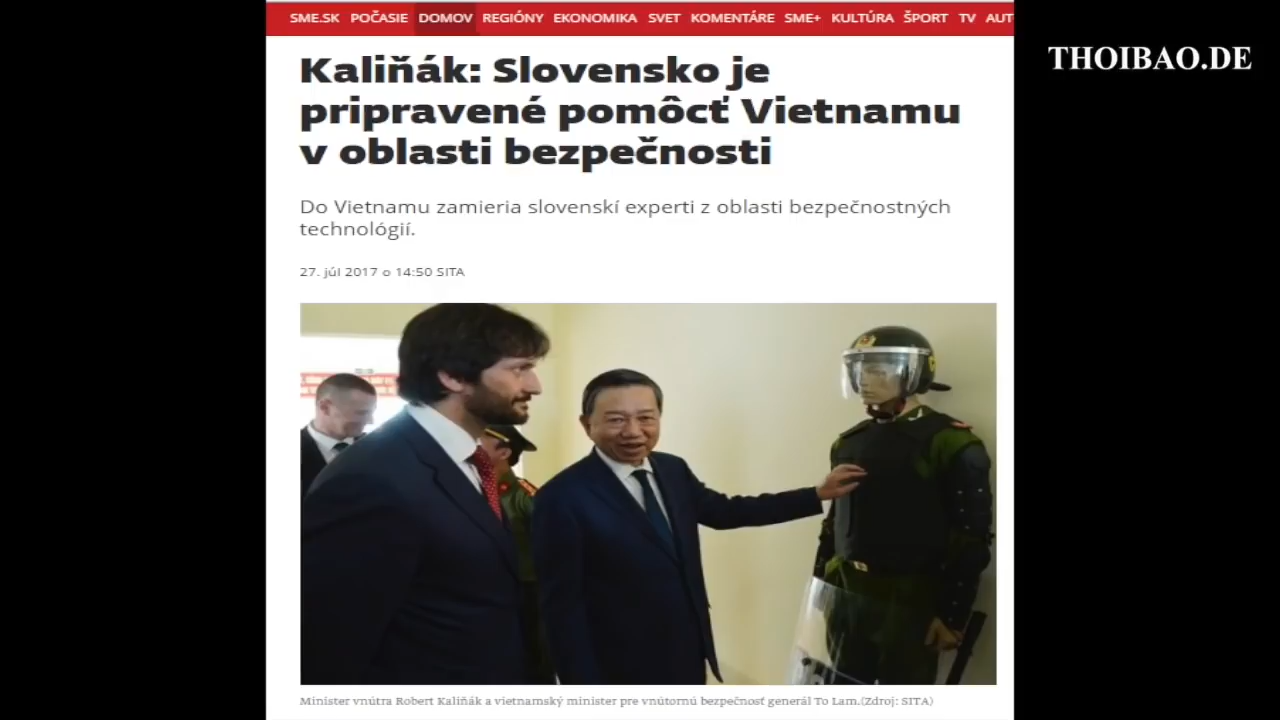 SME.SK POČASIE DOMOV REGIÓNY EKONOMIKA SVET KOMENTÁRE SME+ KULTÚRA ŠPORT TV AUT
THOIBAO.DE
Kaliňák: Slovensko je
pripravené pomôcť Vietnamu
v oblasti bezpečnosti
Do Vietnamu zamieria slovenskí experti z oblasti bezpečnostných
technológií.
27. júl 2017 o 14:50 SITA
Minister vnútra Robert Kaliňák a vietnamský minister pre vnútornú bezpečnosť generál To Lam.(Zdroj: SITA)